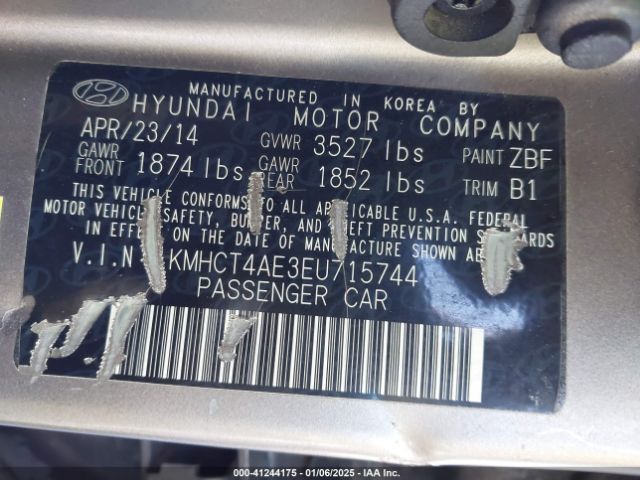 MANUFACTURED IN KOREA BY
HYUNDAI MOTOR COMPANY
APR/23/14 GVWR 3527 lbs PAINT ZBF
GAWR FRONT 1874 lbs GAWR REAR 1852 lbs TRIM B1
THIS VEHICLE CONFORMS TO ALL APPLICABLE U.S.A. FEDERAL
MOTOR VEHICLE SAFETY, BUMPER, AND THEFT PREVENTION STANDARDS
IN EFFECT ON THE DATE OF MANUFACTURE SHOWN ABOVE
V.I.N KMHCT4AE3EU715744
PASSENGER CAR
000-41244175 - 01/06/2025 - IAA Inc.